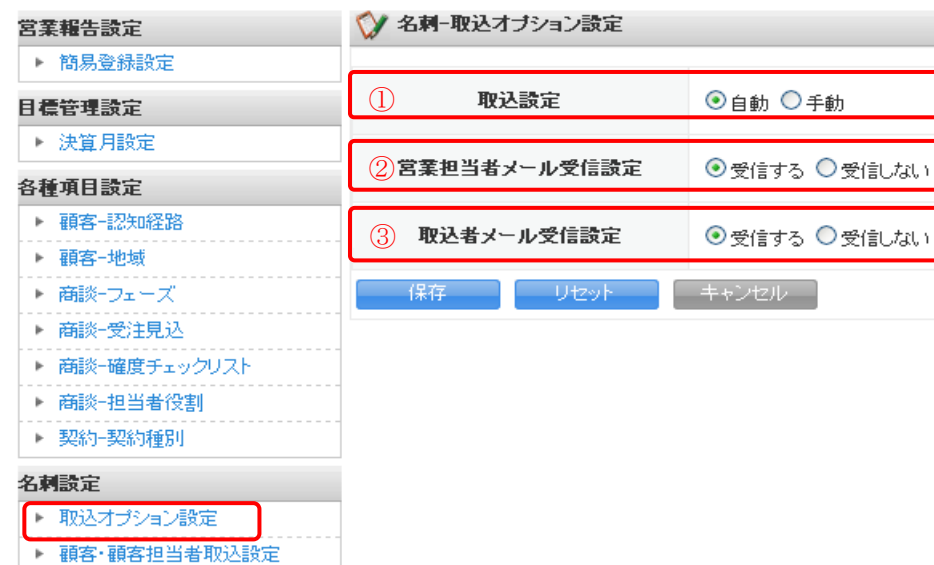 営業報告設定
簡易登録設定
目標管理設定
決算月設定
各種項目設定
顧客-認知経路
顧客-地域
商談-フェーズ
商談-受注見込
商談-確度チェックリスト
商談-担当者役割
契約-契約種別
名刺設定
取込オプション設定
顧客・顧客担当者取込設定
名刺-取込オプション設定
① 取込設定 自動 手動
② 営業担当者メール受信設定 受信する 受信しない
③ 取込者メール受信設定 受信する 受信しない
保存 リセット キャンセル